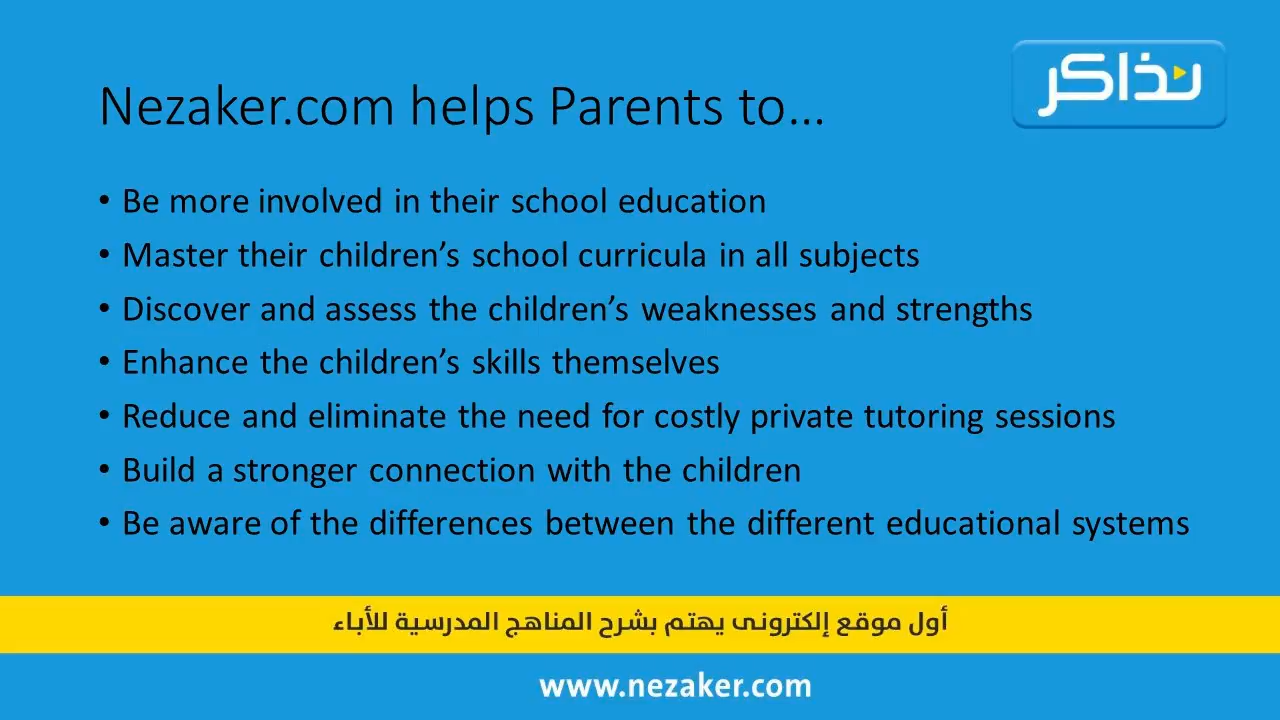 نذاكر
Nezaker.com helps Parents to...
• Be more involved in their school education
• Master their children’s school curricula in all subjects
• Discover and assess the children’s weaknesses and strengths
• Enhance the children’s skills themselves
• Reduce and eliminate the need for costly private tutoring sessions
• Build a stronger connection with the children
• Be aware of the differences between the different educational systems
أول موقع إلكترونى يهتم بشرح المناهج المدرسية للأباء
www.nezaker.com